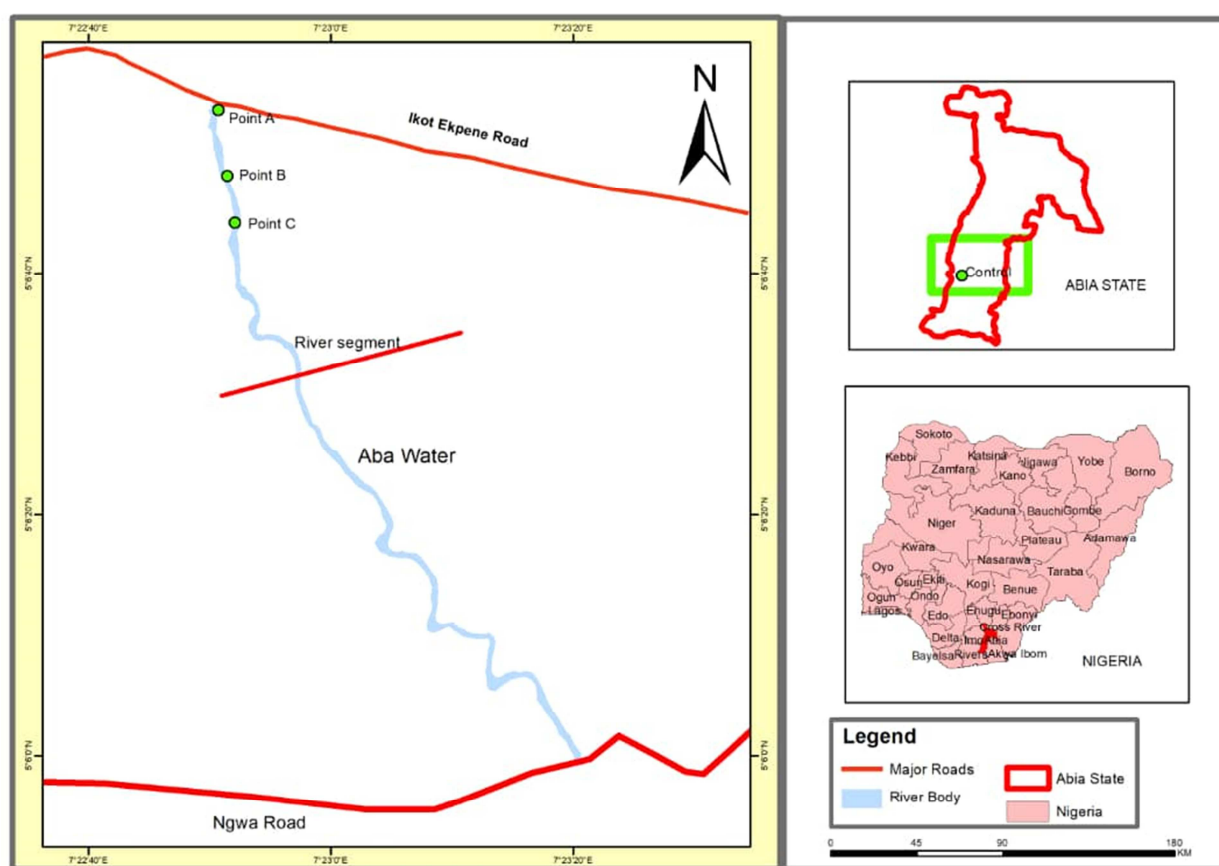 7°22'40"E
7°23'0"E
7°23'20"E
Point A
Ikot Ekpene Road
N
Point B
Point C
5°6'40"N
5°6'40"N
River segment
Aba Water
5°6'20"N
5°6'20"N
5°6'0"N
5°6'0"N
Ngwa Road
7°22'40"E
7°23'0"E
7°23'20"E
Control
ABIA STATE
Sokoto
Kebbi
Zamfara
Katsina
Kano
Yobe
Borno
Niger
Kaduna
Bauchi
Gombe
Plateau
Adamawa
Kwara
Nasarawa
Taraba
Oyo
Osun
Ekiti
Kogi
Benue
Ogun
Ondo
Lagos
Edo
Enugu
Ebonyi
Cross River
Delta
Imo
Bayelsa
Rivers
Akwa Ibom
NIGERIA
Legend
Major Roads
River Body
Abia State
Nigeria
0 45 90 180
KM